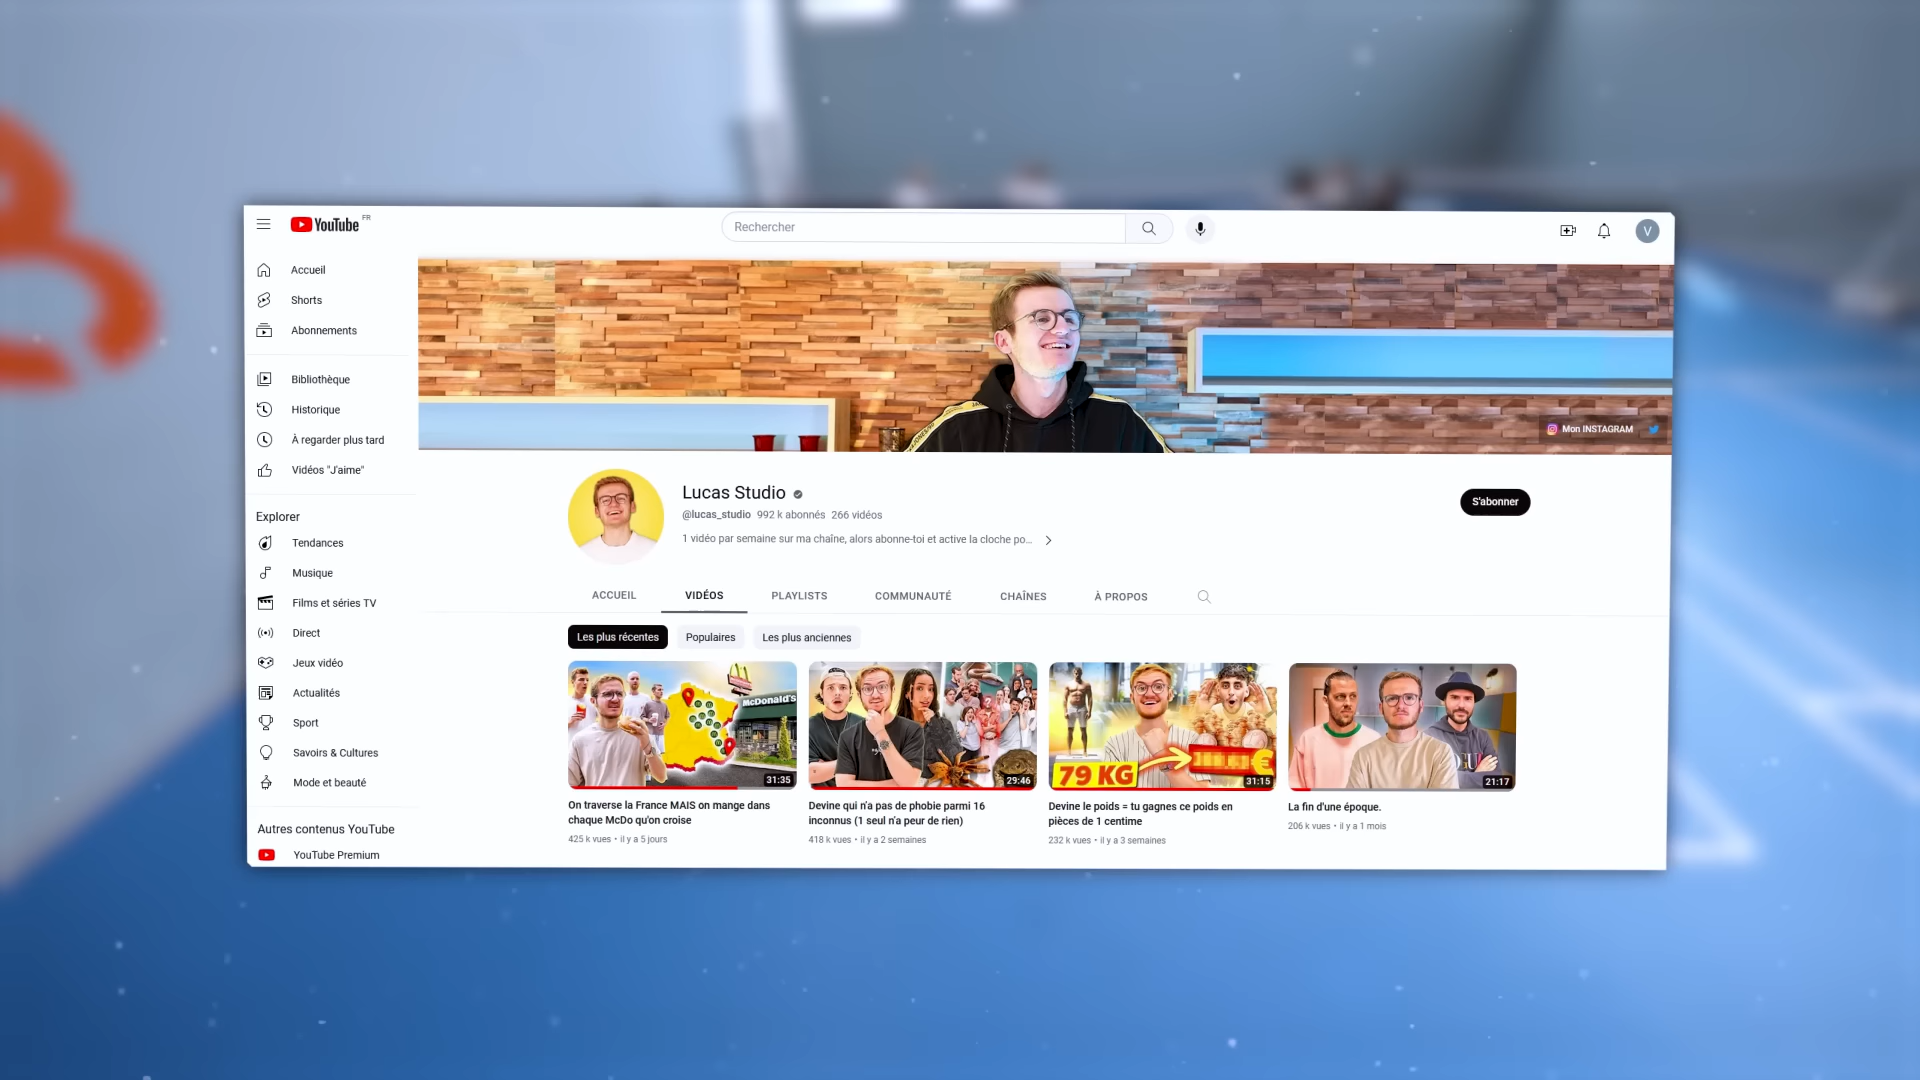 YouTube FR
Rechercher
V
Accueil
Shorts
Abonnements
Bibliothèque
Historique
À regarder plus tard
Vidéos "J'aime"
Explorer
Tendances
Musique
Films et séries TV
Direct
Jeux vidéo
Actualités
Sport
Savoirs & Cultures
Mode et beauté
Autres contenus YouTube
YouTube Premium
Mon INSTAGRAM
Lucas Studio
@lucas_studio 992 k abonnés 266 vidéos
1 vidéo par semaine sur ma chaîne, alors abonne-toi et active la cloche po...
S'abonner
ACCUEIL VIDÉOS PLAYLISTS COMMUNAUTÉ CHAÎNES À PROPOS
Les plus récentes Populaires Les plus anciennes
McDonald's
31:35
29:46
79 KG
€
31:15
21:17
On traverse la France MAIS on mange dans
chaque McDo qu'on croise
425 k vues • il y a 5 jours
Devine qui n'a pas de phobie parmi 16
inconnus (1 seul n'a peur de rien)
418 k vues • il y a 2 semaines
Devine le poids = tu gagnes ce poids en
pièces de 1 centime
232 k vues • il y a 3 semaines
La fin d'une époque.
206 k vues • il y a 1 mois